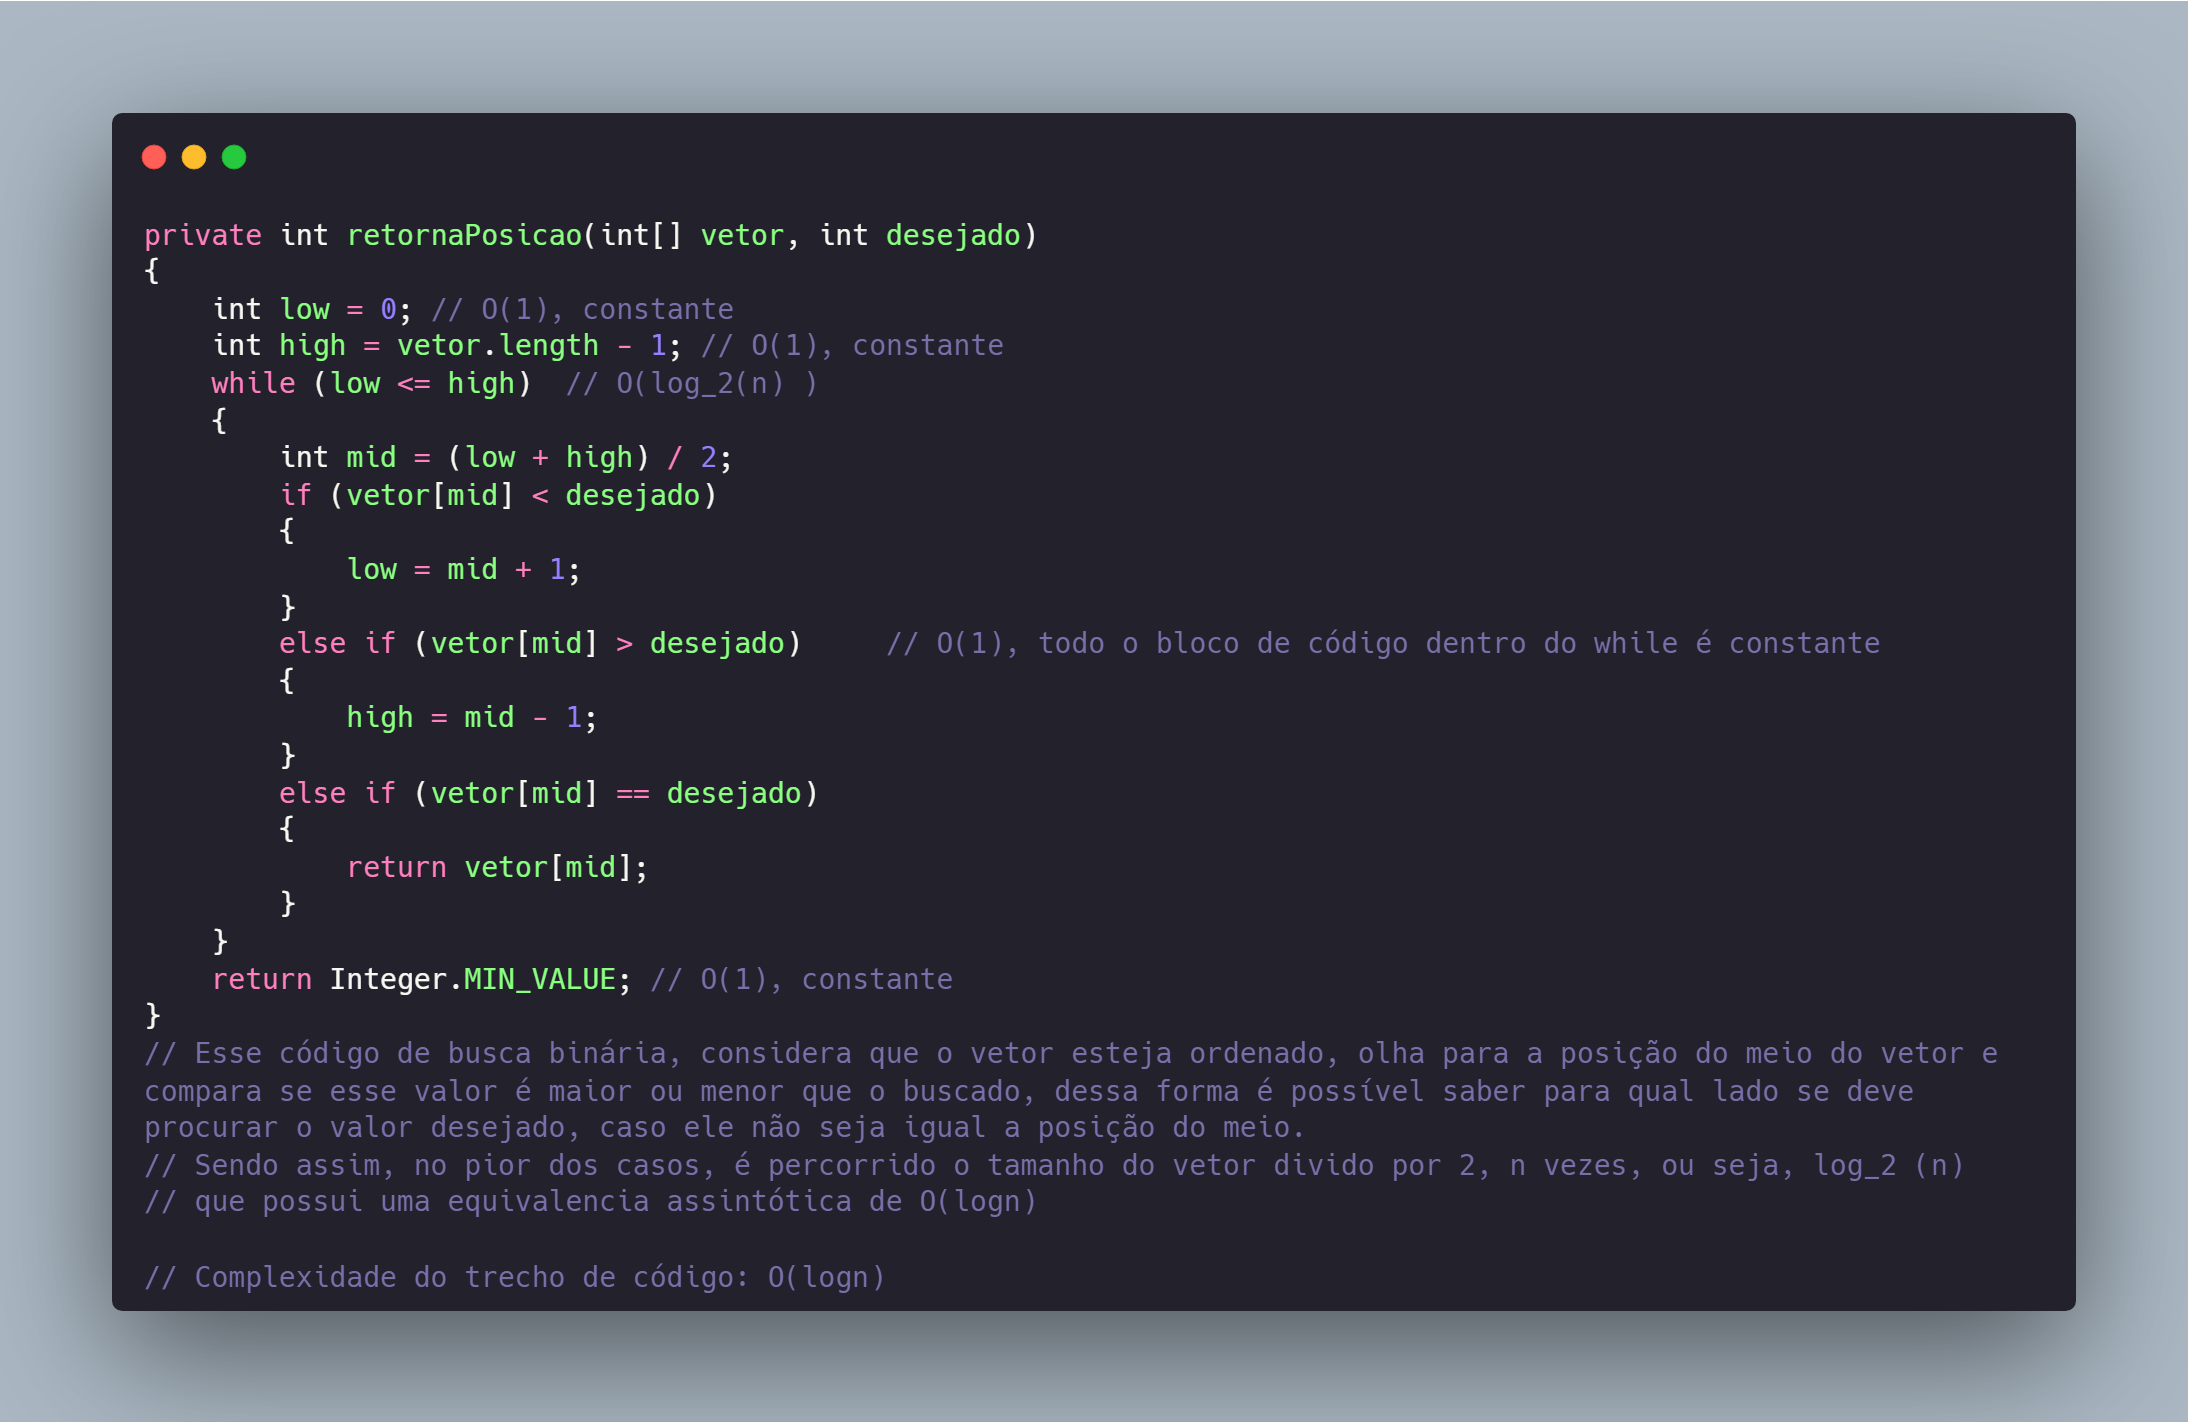 private int retornaPosicao(int[] vetor, int desejado)
{
    int low = 0; // O(1), constante
    int high = vetor.length - 1; // O(1), constante
    while (low <= high)  // O(log_2(n) )
    {
        int mid = (low + high) / 2;
        if (vetor[mid] < desejado)
        {
            low = mid + 1;
        }
        else if (vetor[mid] > desejado)     // O(1), todo o bloco de código dentro do while é constante
        {
            high = mid - 1;
        }
        else if (vetor[mid] == desejado)
        {
            return vetor[mid];
        }
    }
    return Integer.MIN_VALUE; // O(1), constante
}
// Esse código de busca binária, considera que o vetor esteja ordenado, olha para a posição do meio do vetor e
compara se esse valor é maior ou menor que o buscado, dessa forma é possível saber para qual lado se deve
procurar o valor desejado, caso ele não seja igual a posição do meio.
// Sendo assim, no pior dos casos, é percorrido o tamanho do vetor divido por 2, n vezes, ou seja, log_2 (n)
// que possui uma equivalencia assintótica de O(logn)

// Complexidade do trecho de código: O(logn)